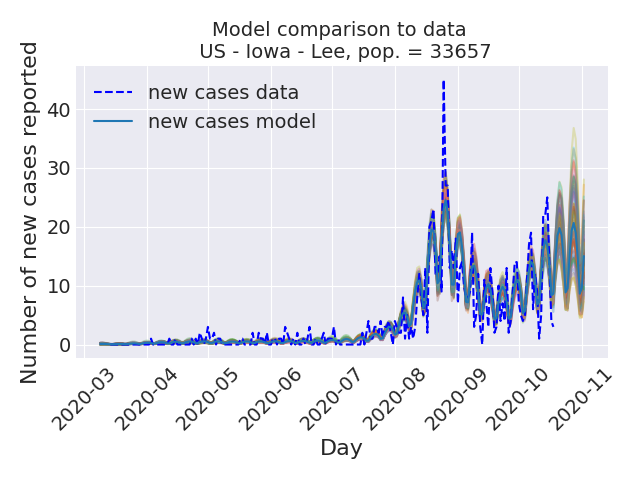 Model comparison to data
US - Iowa - Lee, pop. = 33657
Number of new cases reported
new cases data
new cases model
40
30
20
10
0
2020-03
2020-04
2020-05
2020-06
2020-07
2020-08
2020-09
2020-10
2020-11
Day